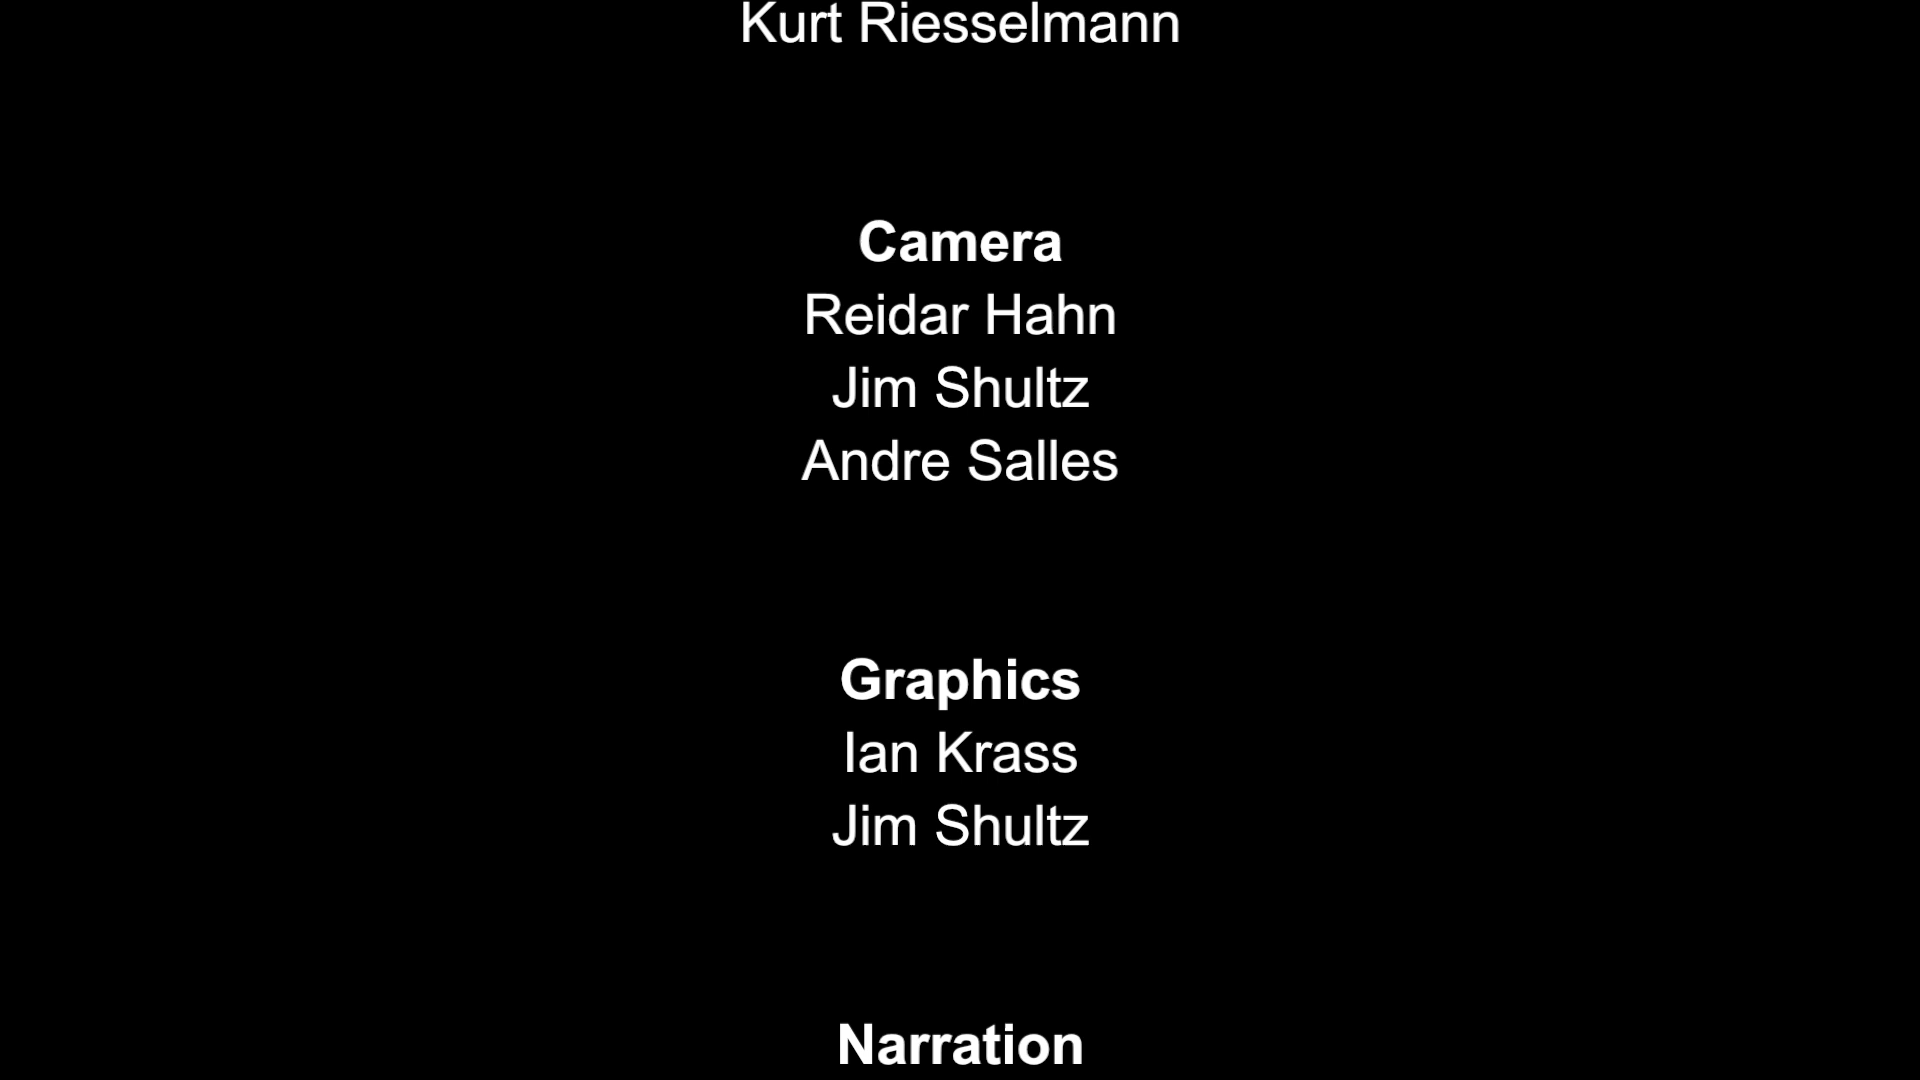 Kurt Riesselmann
Camera
Reidar Hahn
Jim Shultz
Andre Salles
Graphics
Ian Krass
Jim Shultz
Narration